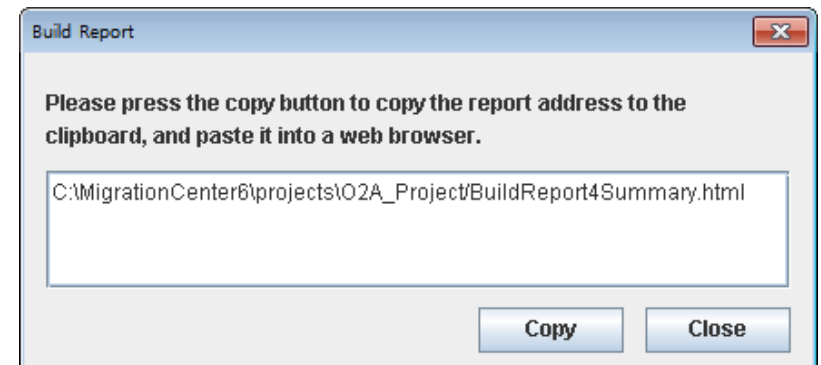 Build Report
Please press the copy button to copy the report address to the
clipboard, and paste it into a web browser.
C:\MigrationCenter6\projects\O2A_Project/BuildReport4Summary.html
Copy Close